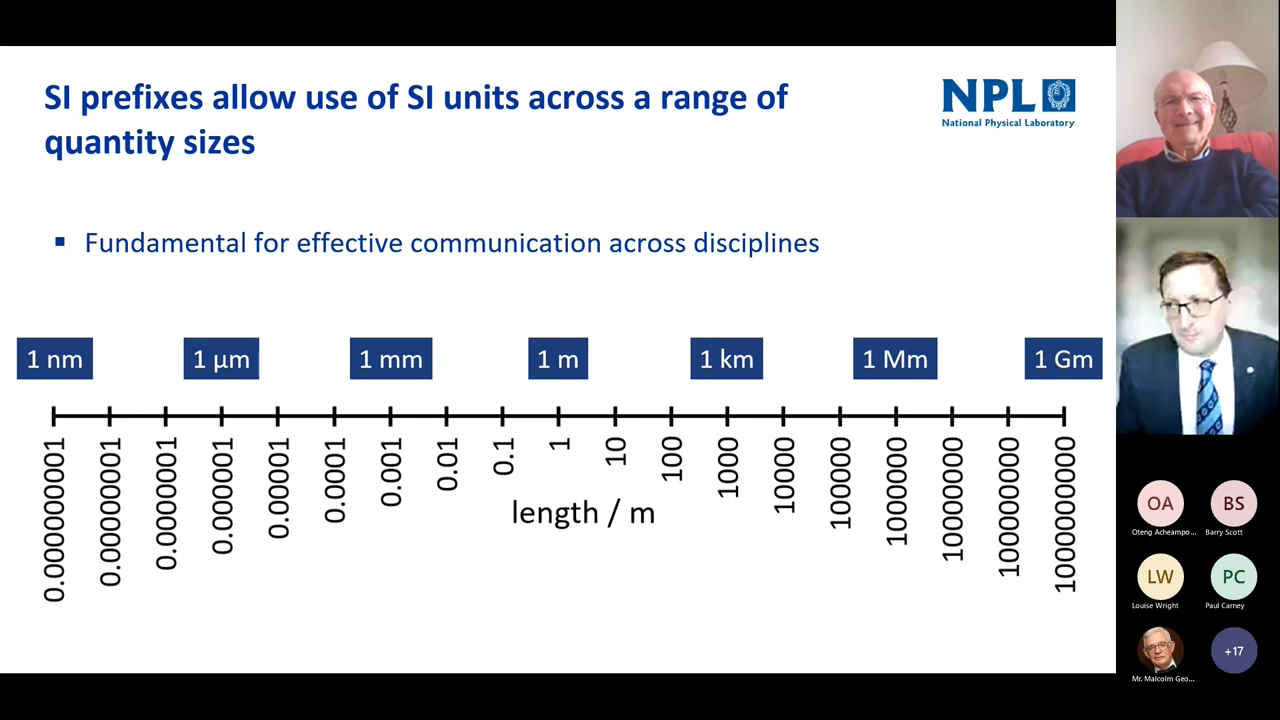 SI prefixes allow use of SI units across a range of
quantity sizes
NPL
National Physical Laboratory
▪ Fundamental for effective communication across disciplines
1 nm 1 µm 1 mm 1 m 1 km 1 Mm 1 Gm
0.000000001 0.00000001 0.0000001 0.000001 0.00001 0.0001 0.001 0.01 0.1 1 10 100 1000 10000 100000 1000000 10000000 100000000 1000000000
length / m
OA BS
Oteng Acheampo... Barry Scott
LW PC
Louise Wright Paul Carney
+17
Mr. Malcolm Geo...